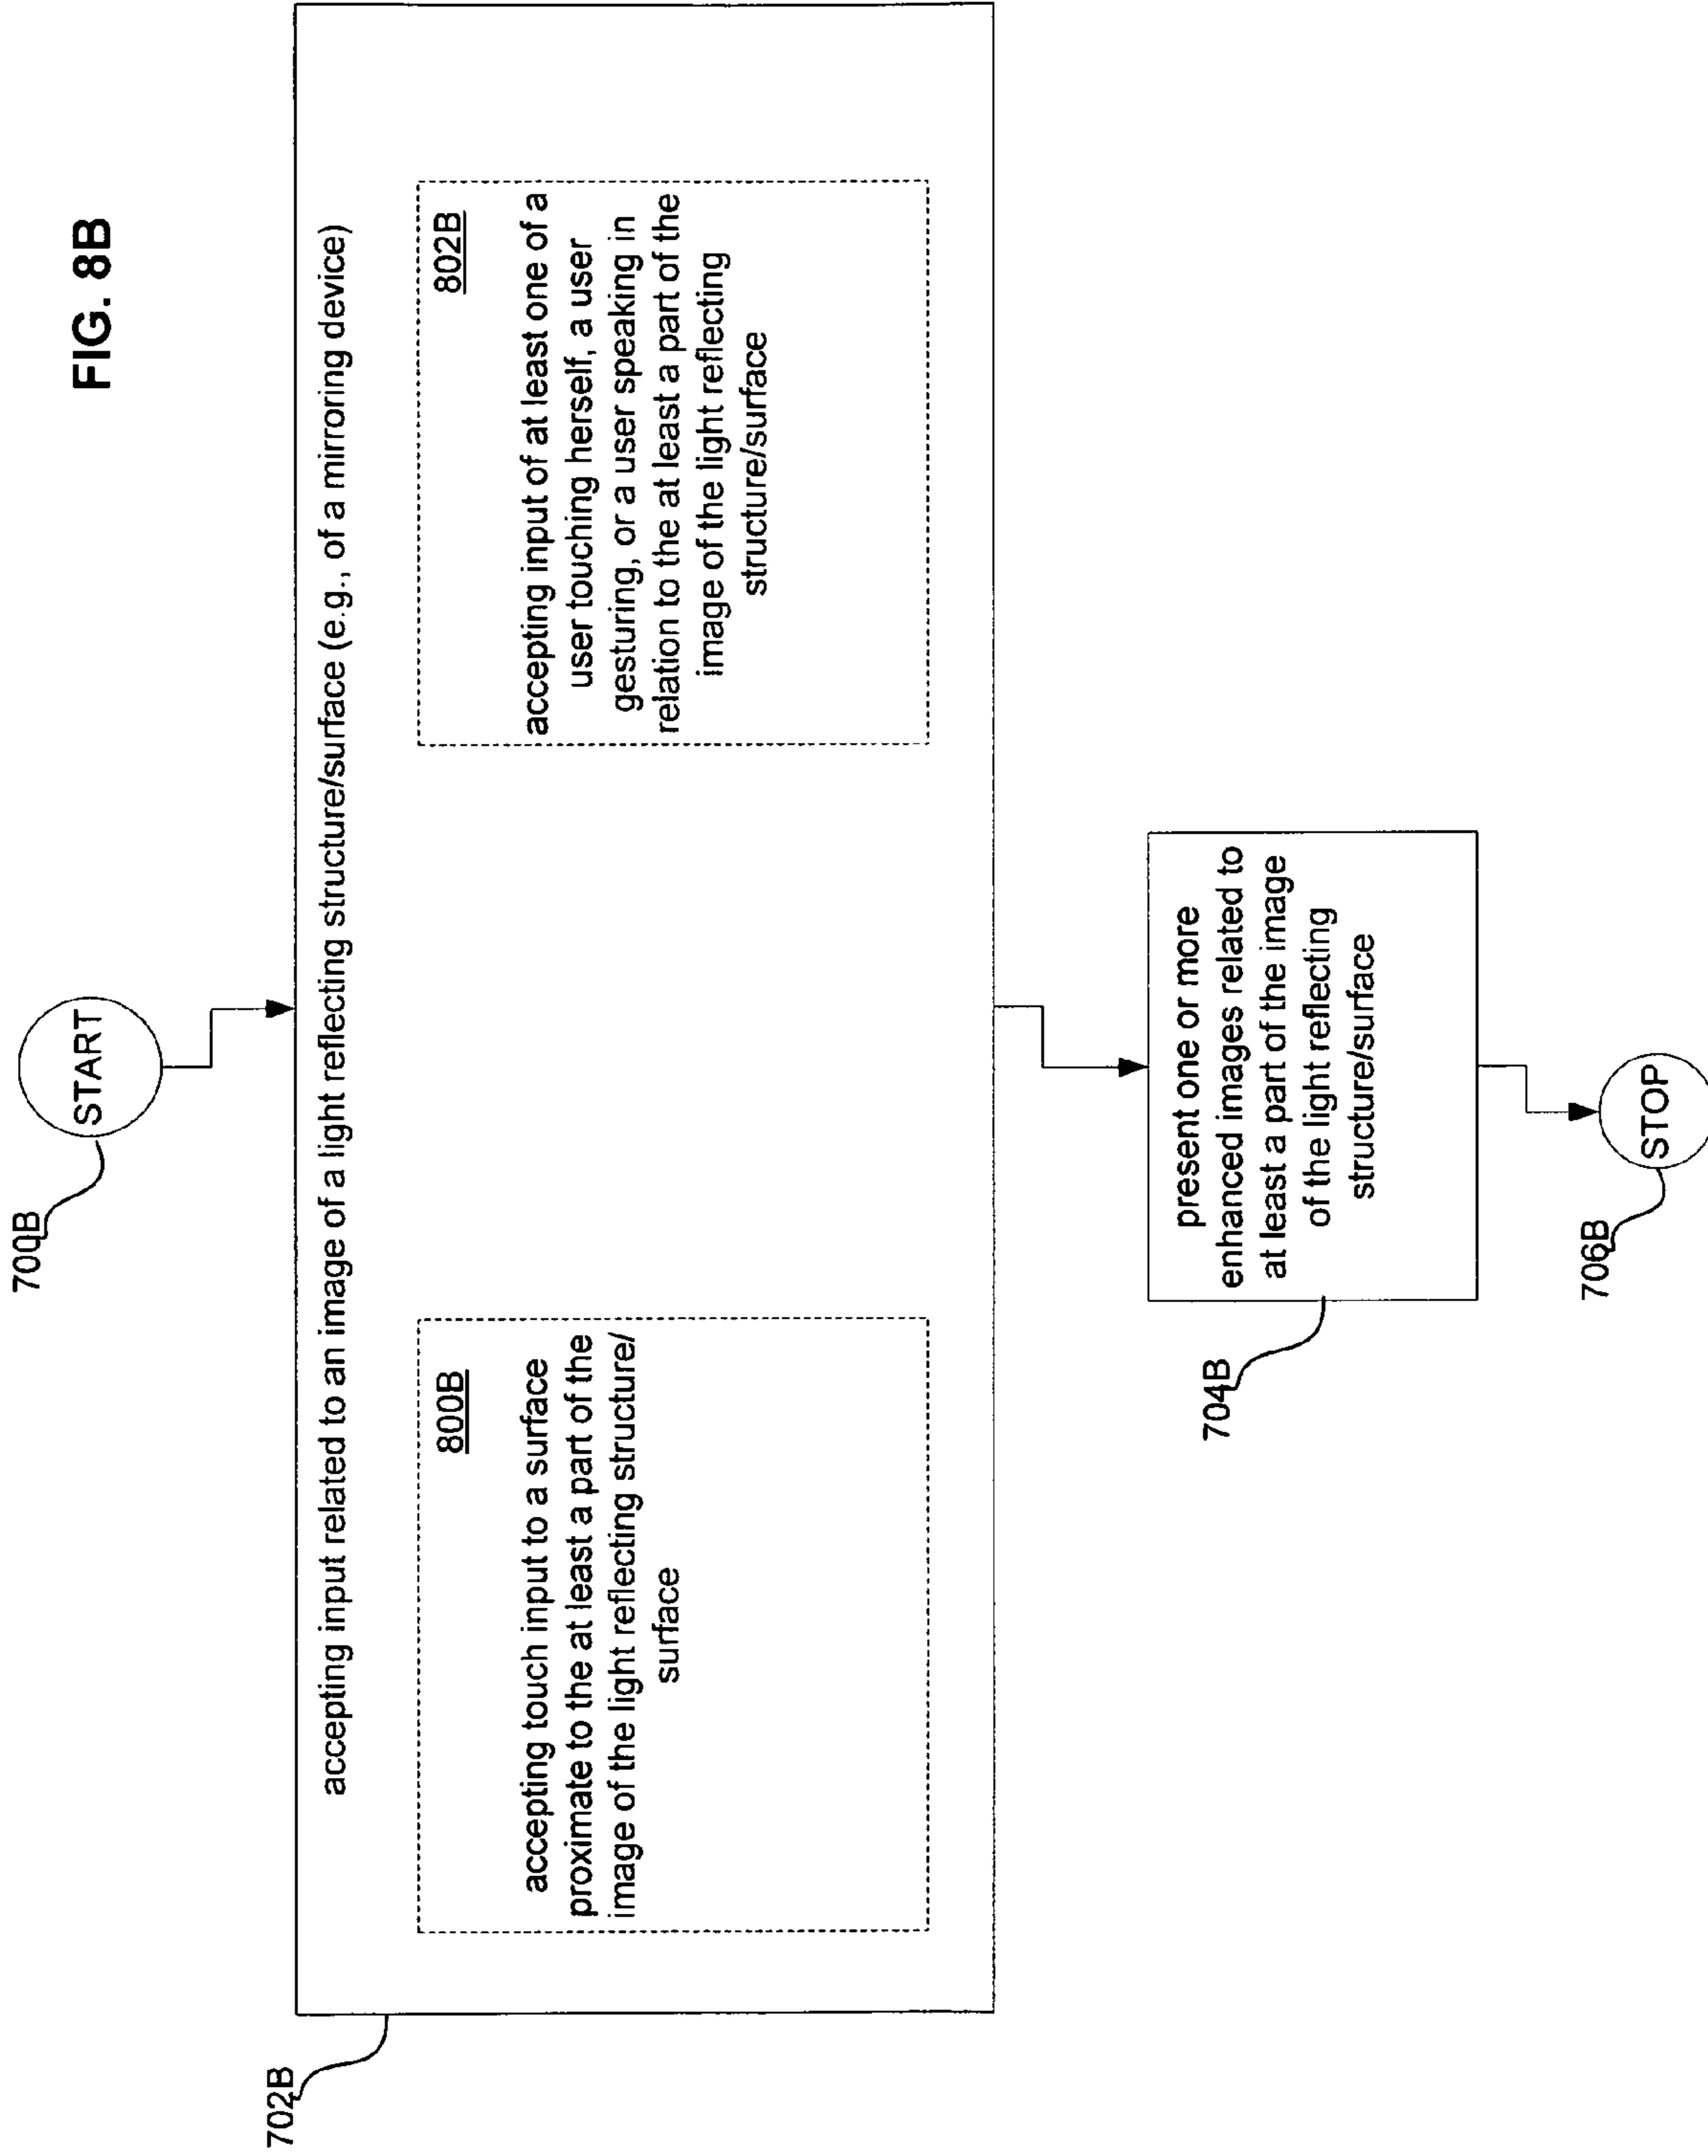 FIG. 8B
700B
START
702B
accepting input related to an image of a light reflecting structure/surface (e.g., of a mirroring device)
800B
accepting touch input to a surface
proximate to the at least a part of the
image of the light reflecting structure/
surface
802B
accepting input of at least one of a
user touching herself, a user
gesturing, or a user speaking in
relation to the at least a part of the
image of the light reflecting
structure/surface
704B
present one or more
enhanced images related to
at least a part of the image
of the light reflecting
structure/surface
706B
STOP